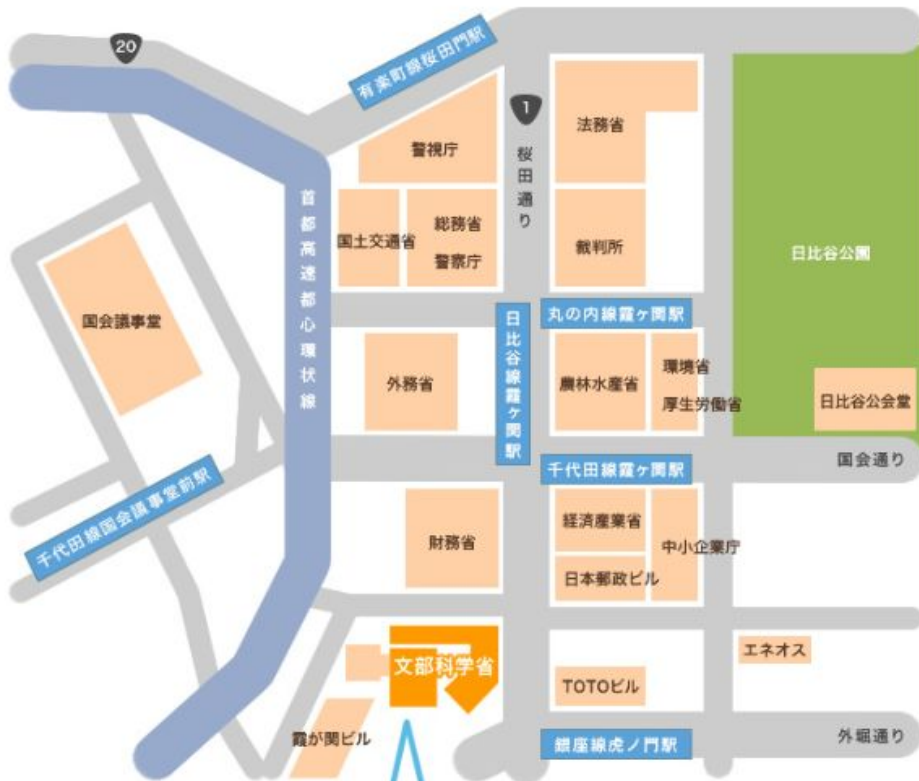 20
有楽町線桜田門駅
1
桜田通り
法務省
警視庁
首都高速都心環状線
国土交通省
総務省
警察庁
裁判所
日比谷公園
国会議事堂
丸の内線霞ヶ関駅
日比谷線霞ヶ関駅
外務省
農林水産省
環境省
厚生労働省
日比谷公会堂
国会通り
千代田線霞ヶ関駅
千代田線国会議事堂前駅
財務省
経済産業省
中小企業庁
日本郵政ビル
エネオス
文部科学省
TOTOビル
霞が関ビル
銀座線虎ノ門駅
外堀通り